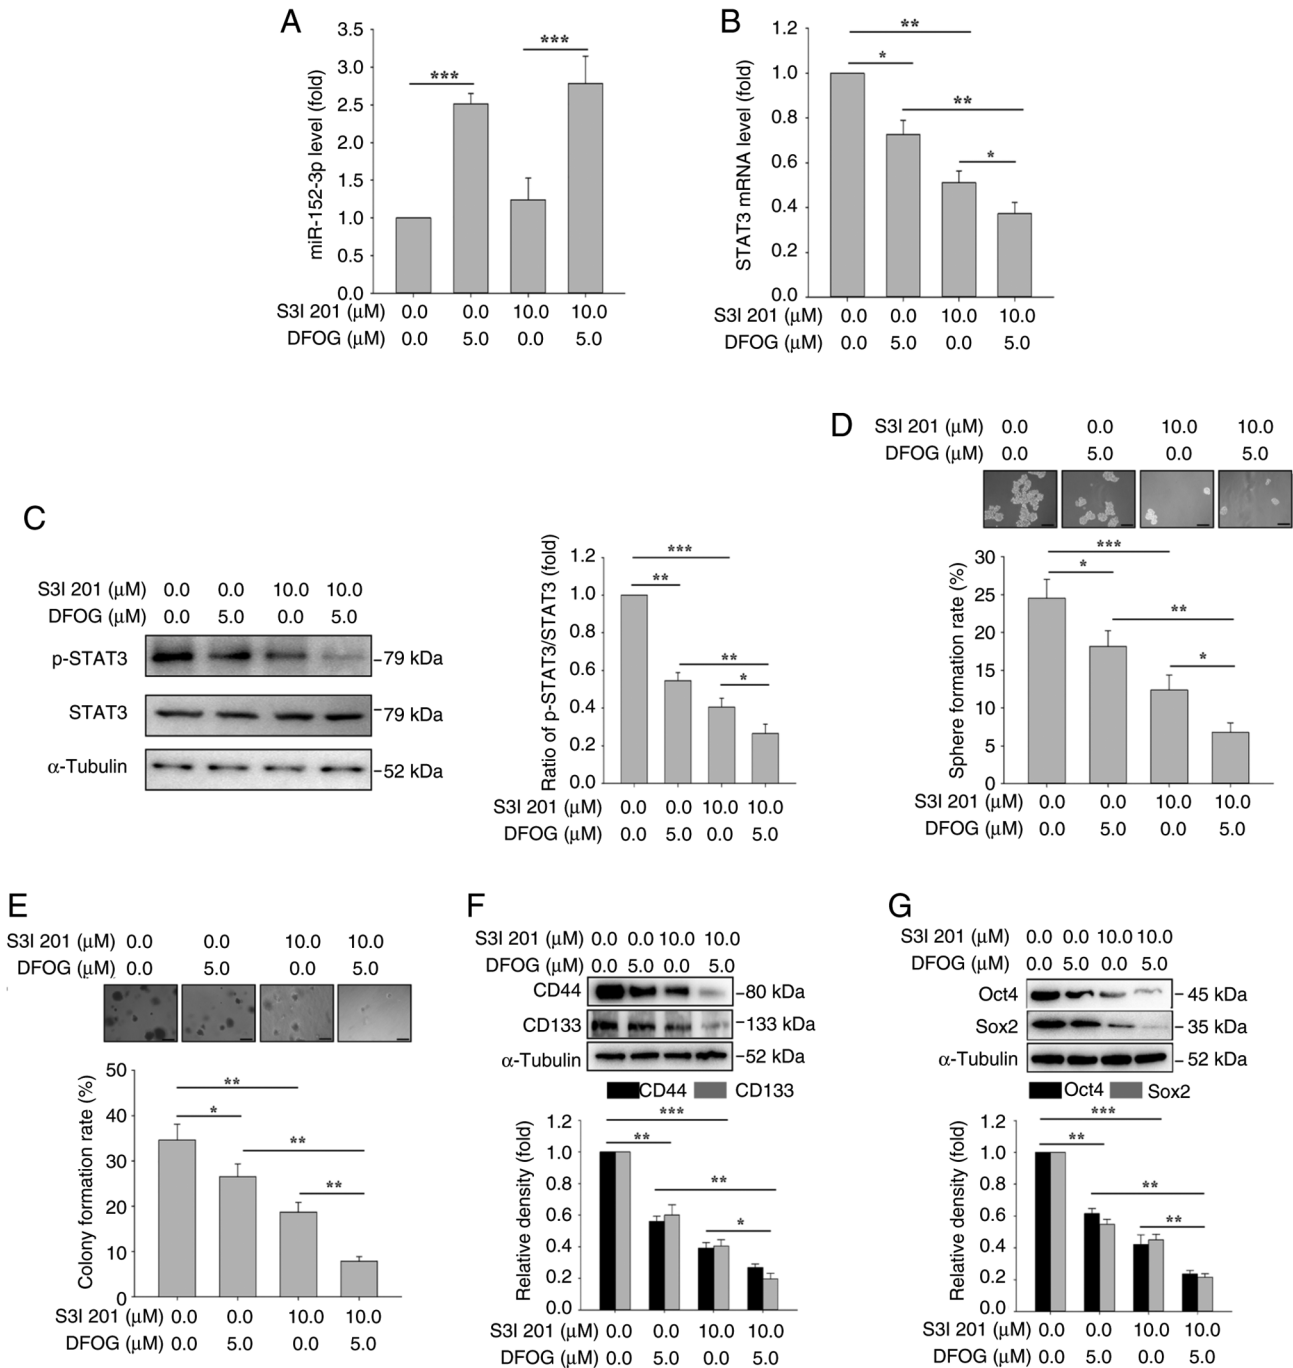 A
miR-152-3p level (fold)
3.5
3.0
2.5
2.0
1.5
1.0
0.5
0.0
***
***
S3I 201 (μM) 0.0 0.0 10.0 10.0
DFOG (μM) 0.0 5.0 0.0 5.0
B
STAT3 mRNA level (fold)
1.2
1.0
0.8
0.6
0.4
0.2
0.0
**
*
**
*
S3I 201 (μM) 0.0 0.0 10.0 10.0
DFOG (μM) 0.0 5.0 0.0 5.0
C
S3I 201 (μM) 0.0 0.0 10.0 10.0
DFOG (μM) 0.0 5.0 0.0 5.0
p-STAT3 79 kDa
STAT3 79 kDa
α-Tubulin 52 kDa
Ratio of p-STAT3/STAT3 (fold)
1.2
1.0
0.8
0.6
0.4
0.2
0.0
***
**
**
*
S3I 201 (μM) 0.0 0.0 10.0 10.0
DFOG (μM) 0.0 5.0 0.0 5.0
D
S3I 201 (μM) 0.0 0.0 10.0 10.0
DFOG (μM) 0.0 5.0 0.0 5.0
Sphere formation rate (%)
30
25
20
15
10
5
0
***
*
**
*
S3I 201 (μM) 0.0 0.0 10.0 10.0
DFOG (μM) 0.0 5.0 0.0 5.0
E
S3I 201 (μM) 0.0 0.0 10.0 10.0
DFOG (μM) 0.0 5.0 0.0 5.0
Colony formation rate (%)
50
40
30
20
10
0
**
*
**
**
S3I 201 (μM) 0.0 0.0 10.0 10.0
DFOG (μM) 0.0 5.0 0.0 5.0
F
S3I 201 (μM) 0.0 0.0 10.0 10.0
DFOG (μM) 0.0 5.0 0.0 5.0
CD44 80 kDa
CD133 133 kDa
α-Tubulin 52 kDa
CD44 CD133
Relative density (fold)
1.2
1.0
0.8
0.6
0.4
0.2
0.0
***
**
**
*
S3I 201 (μM) 0.0 0.0 10.0 10.0
DFOG (μM) 0.0 5.0 0.0 5.0
G
S3I 201 (μM) 0.0 0.0 10.0 10.0
DFOG (μM) 0.0 5.0 0.0 5.0
Oct4 45 kDa
Sox2 35 kDa
α-Tubulin 52 kDa
Oct4 Sox2
Relative density (fold)
1.2
1.0
0.8
0.6
0.4
0.2
0.0
***
**
**
**
S3I 201 (μM) 0.0 0.0 10.0 10.0
DFOG (μM) 0.0 5.0 0.0 5.0